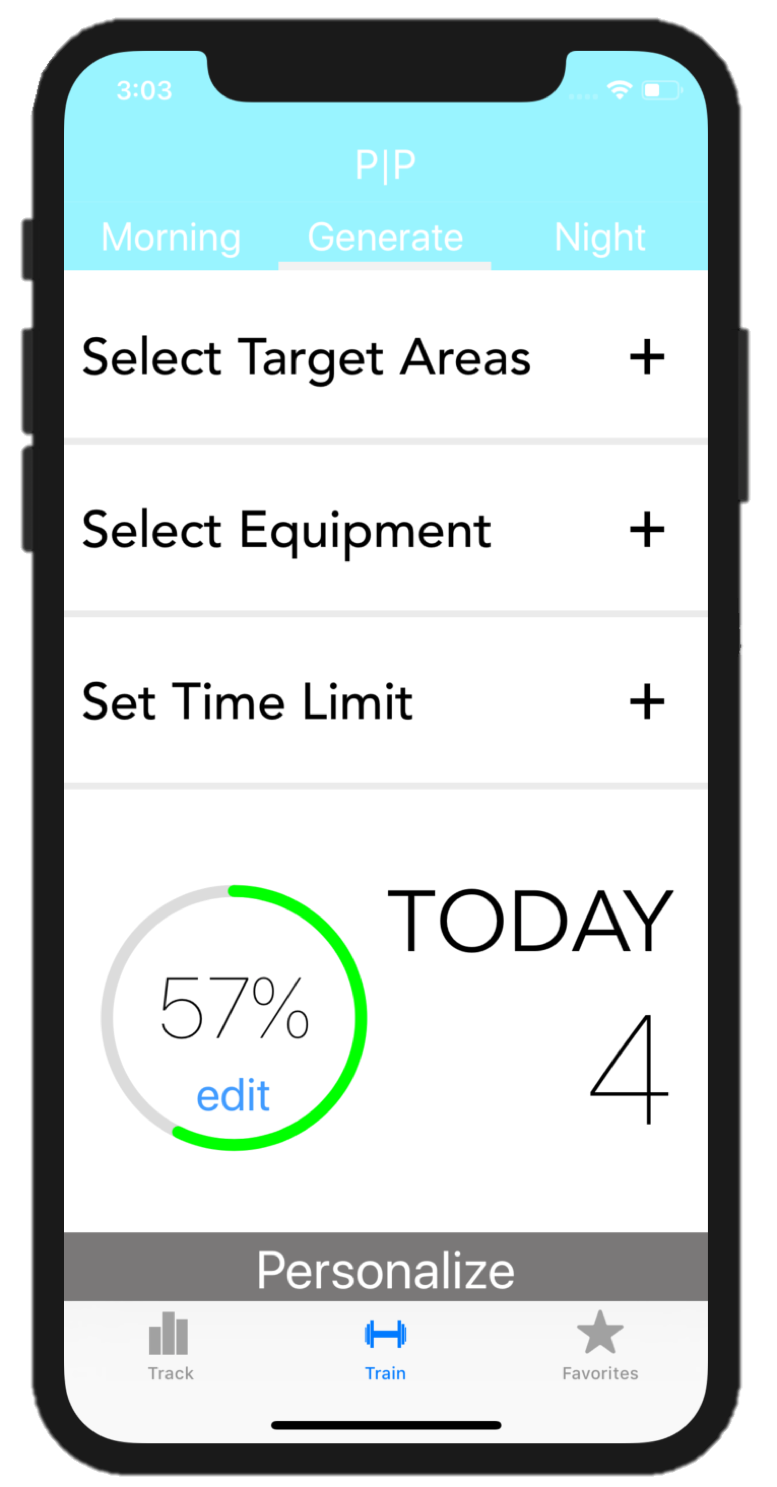 3:03
P|P
Morning Generate Night
Select Target Areas +
Select Equipment +
Set Time Limit +
TODAY
57%
4
edit
Personalize
Track Train Favorites